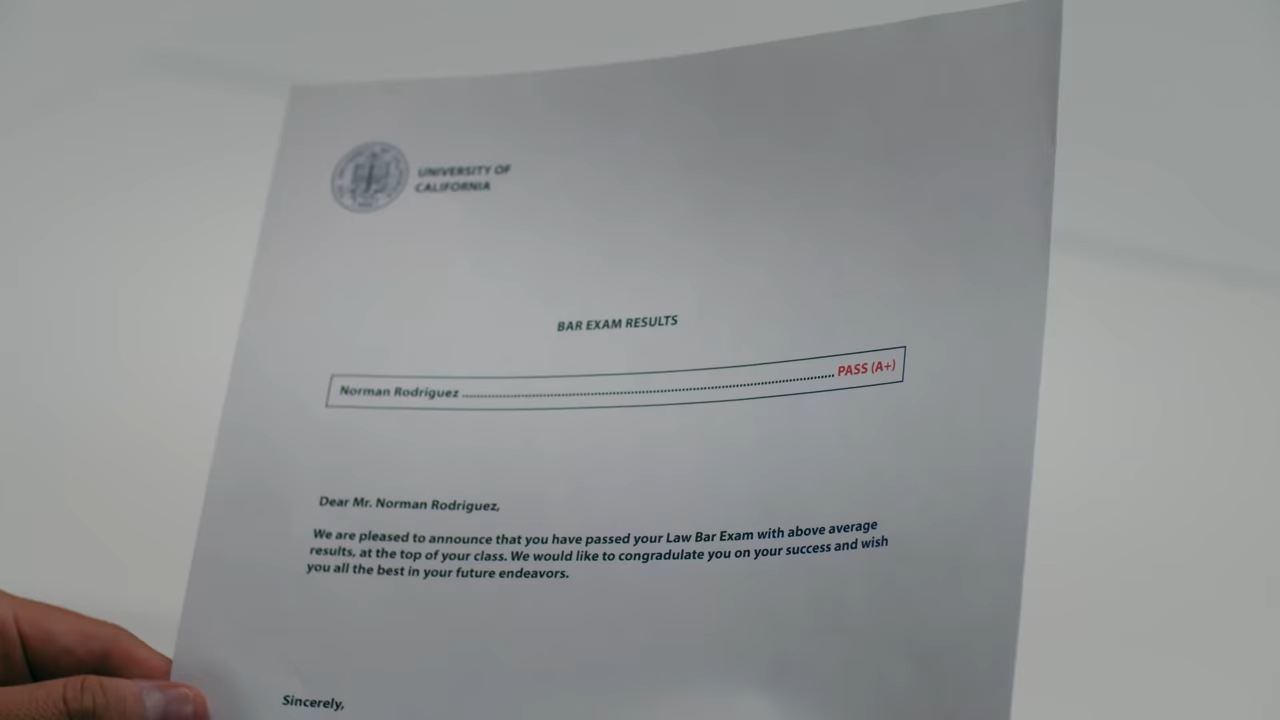 UNIVERSITY OF
CALIFORNIA
BAR EXAM RESULTS
Norman Rodriguez ........................................................................ PASS (A+)
Dear Mr. Norman Rodriguez,
We are pleased to announce that you have passed your Law Bar Exam with above average
results, at the top of your class. We would like to congradulate you on your success and wish
you all the best in your future endeavors.
Sincerely,